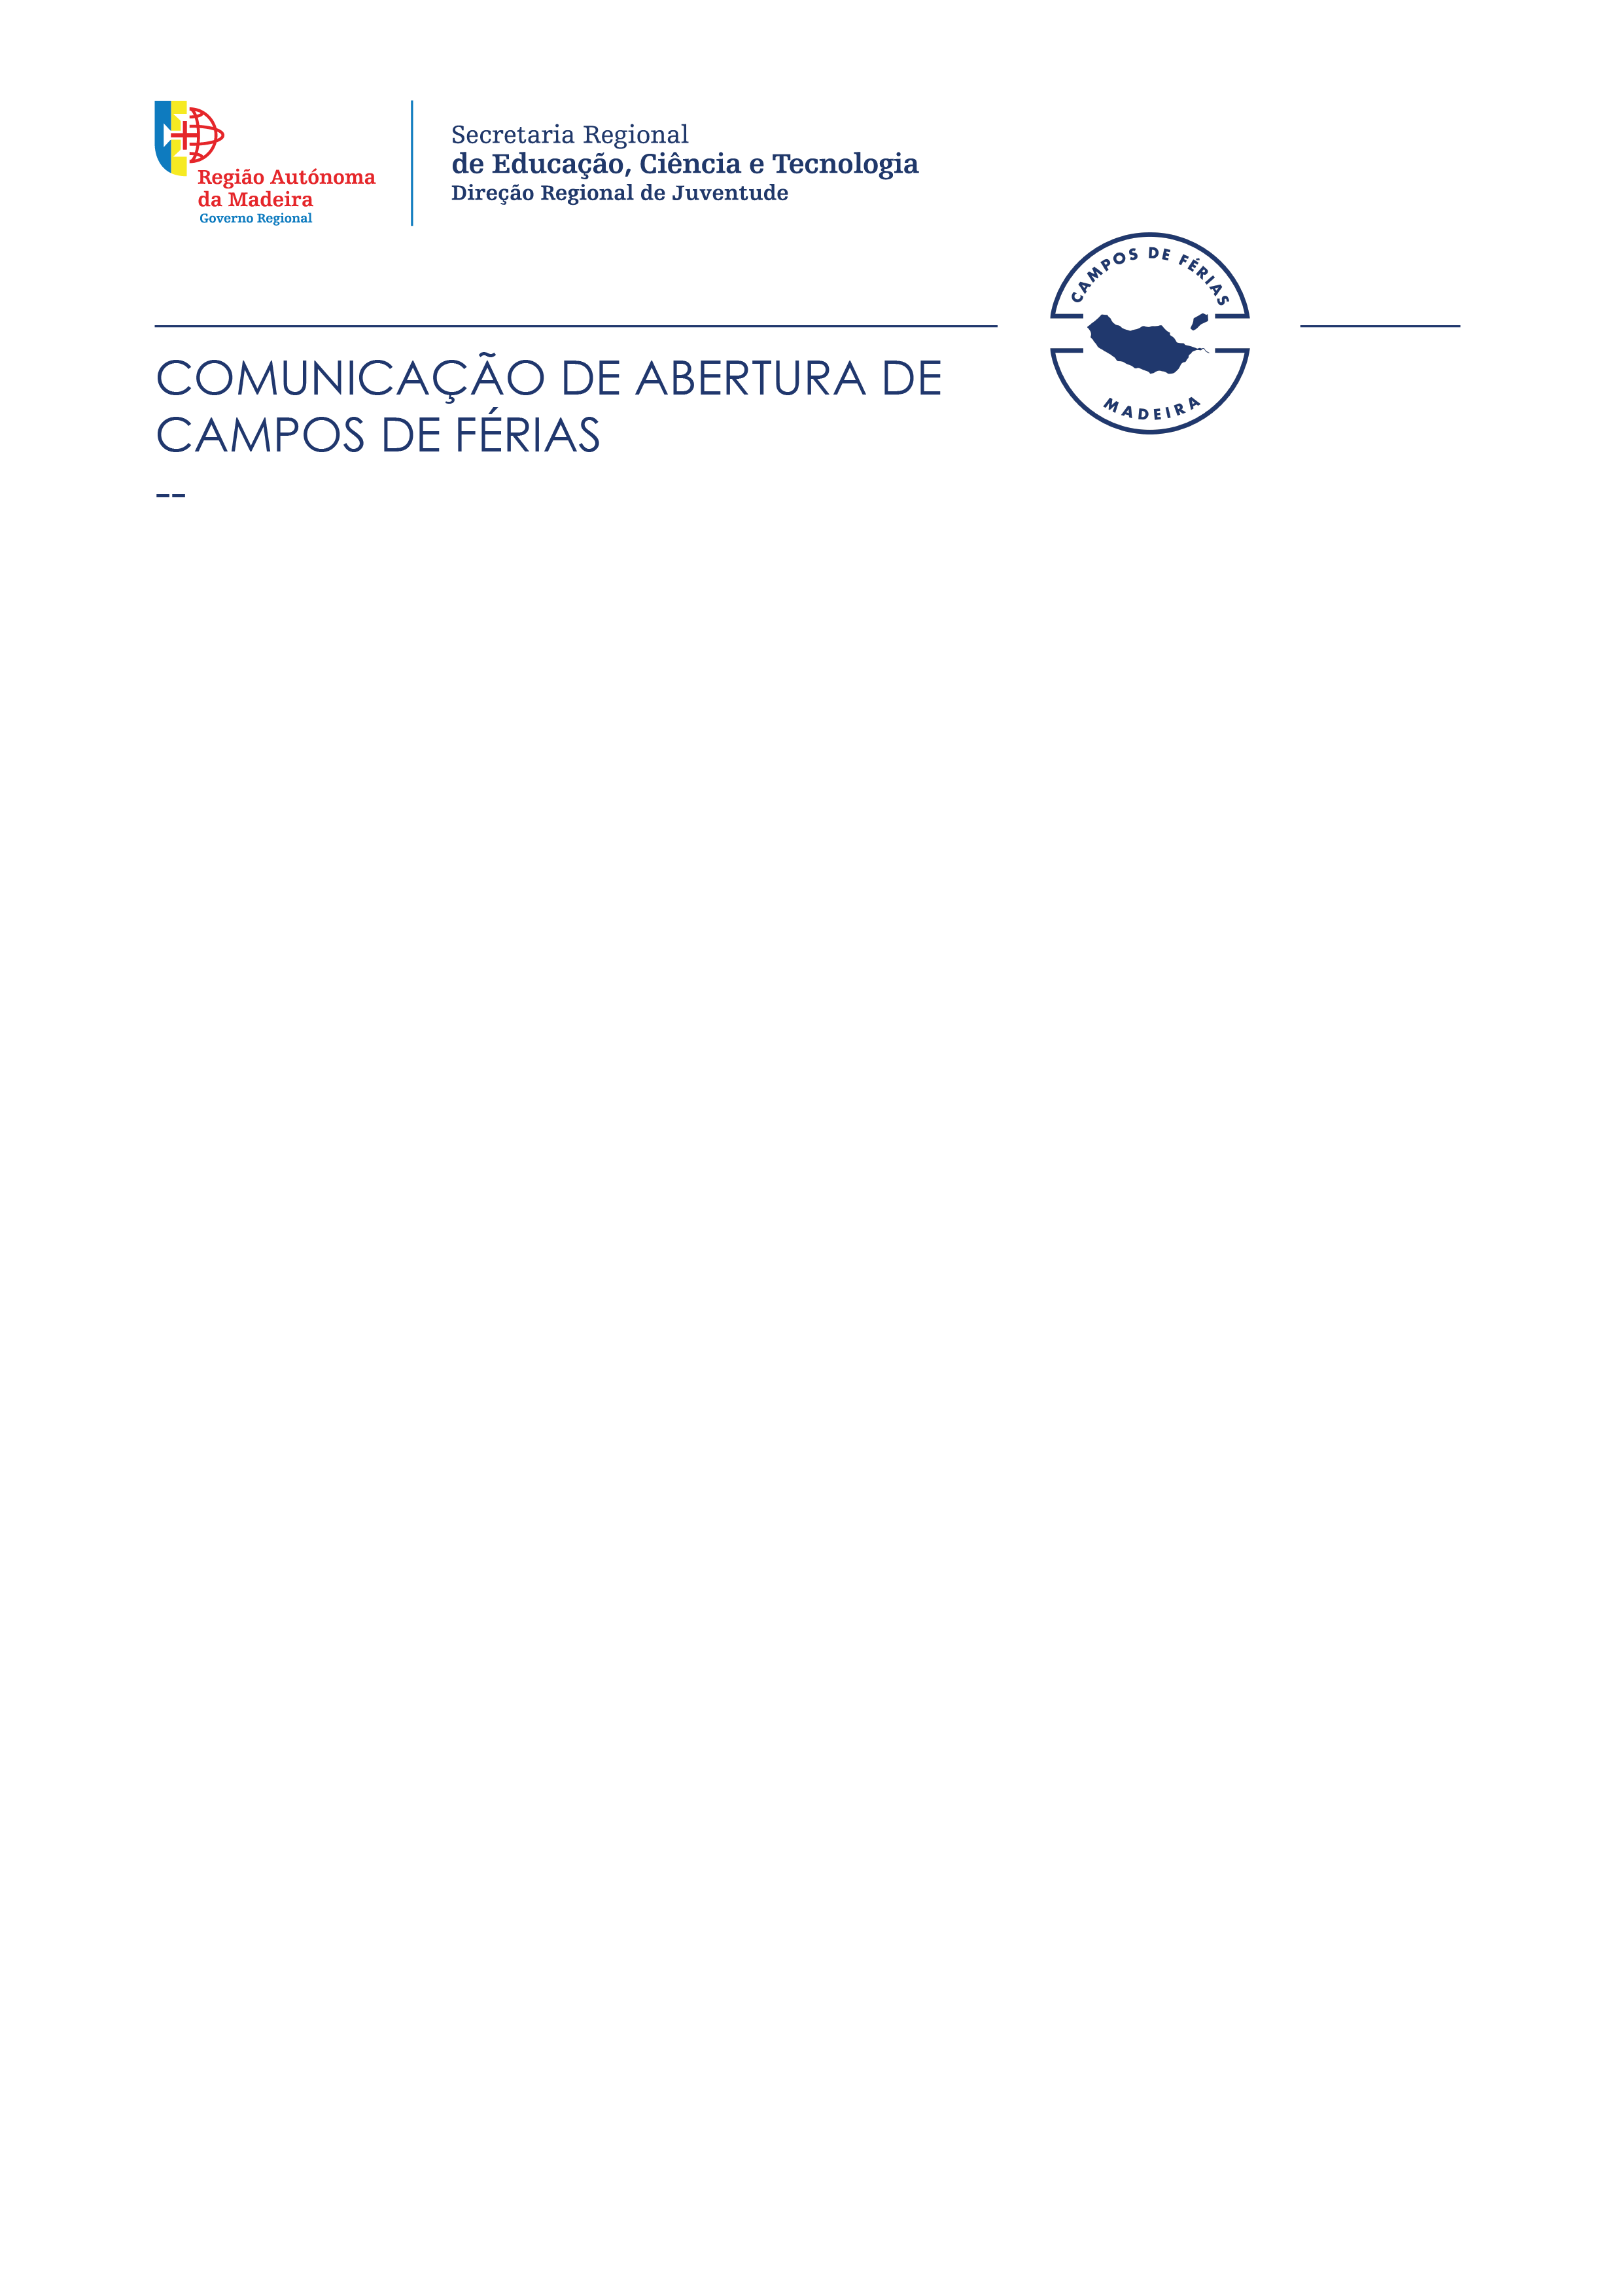 Região Autónoma
da Madeira
Governo Regional
Secretaria Regional
de Educação, Ciência e Tecnologia
Direção Regional de Juventude
CAMPOS DE FÉRIAS
MADEIRA
COMUNICAÇÃO DE ABERTURA DE
CAMPOS DE FÉRIAS
--